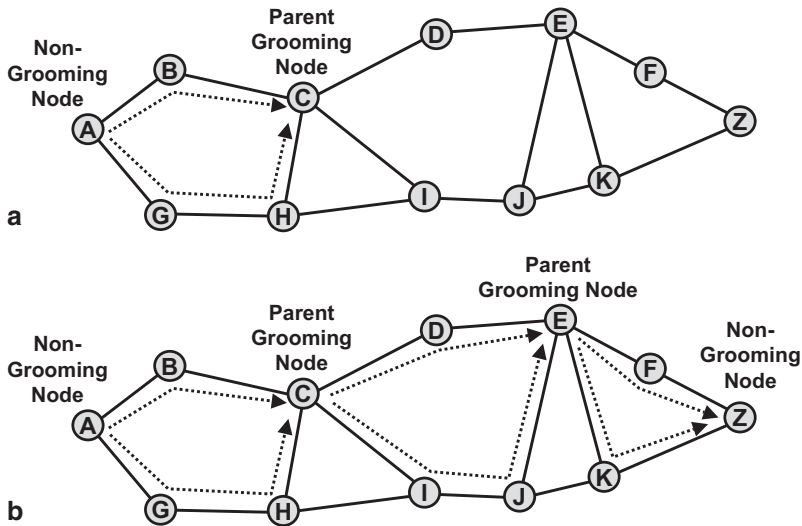 Parent
Grooming
Node
Non-
Grooming
Node
A
B
C
D
E
F
Z
G
H
I
J
K
a
Parent
Grooming Node
Parent
Grooming
Node
Non-
Grooming
Node
Non-
Grooming
Node
A
B
C
D
E
F
Z
G
H
I
J
K
b